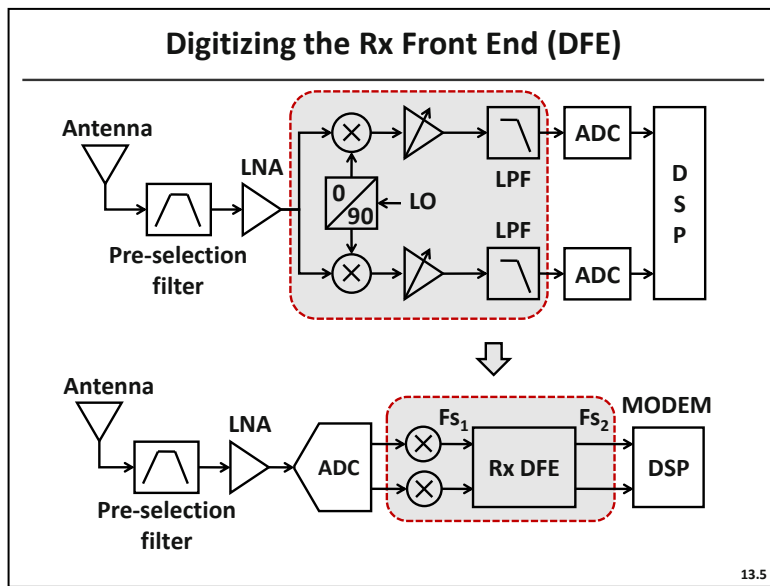 Digitizing the Rx Front End (DFE)
Antenna
LNA
Pre-selection
filter
0
90
LO
LPF
LPF
ADC
ADC
D
S
P
Antenna
LNA
Pre-selection
filter
ADC
Fs1
Rx DFE
Fs2
MODEM
DSP
13.5